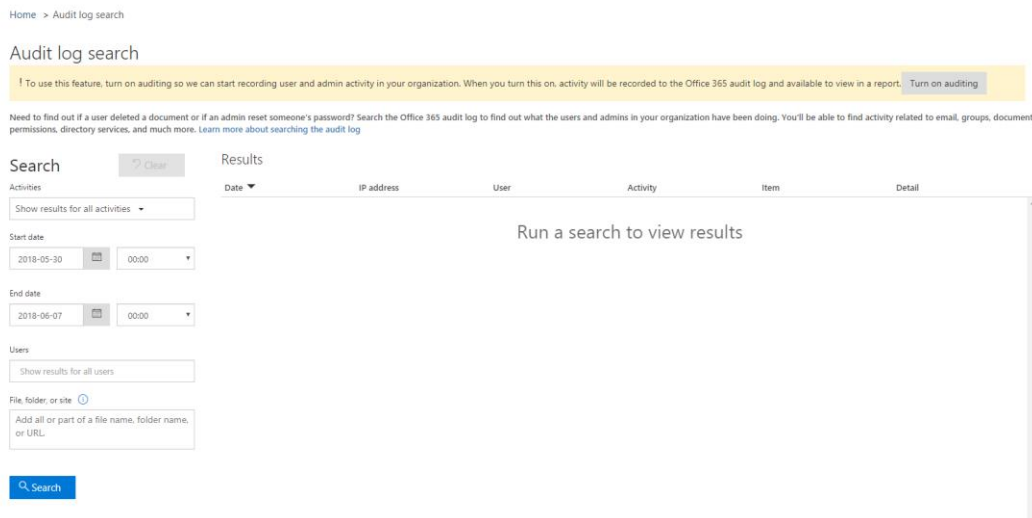 Home > Audit log search
Audit log search
! To use this feature, turn on auditing so we can start recording user and admin activity in your organization. When you turn this on, activity will be recorded to the Office 365 audit log and available to view in a report. Turn on auditing
Need to find out if a user deleted a document or if an admin reset someone's password? Search the Office 365 audit log to find out what the users and admins in your organization have been doing. You'll be able to find activity related to email, groups, document
permissions, directory services, and much more. Learn more about searching the audit log
Search Clear
Activities
Show results for all activities
Start date
2018-05-30 00:00
End date
2018-06-07 00:00
Users
Show results for all users
File, folder, or site
Add all or part of a file name, folder name,
or URL.
Search
Results
Date IP address User Activity Item Detail
Run a search to view results